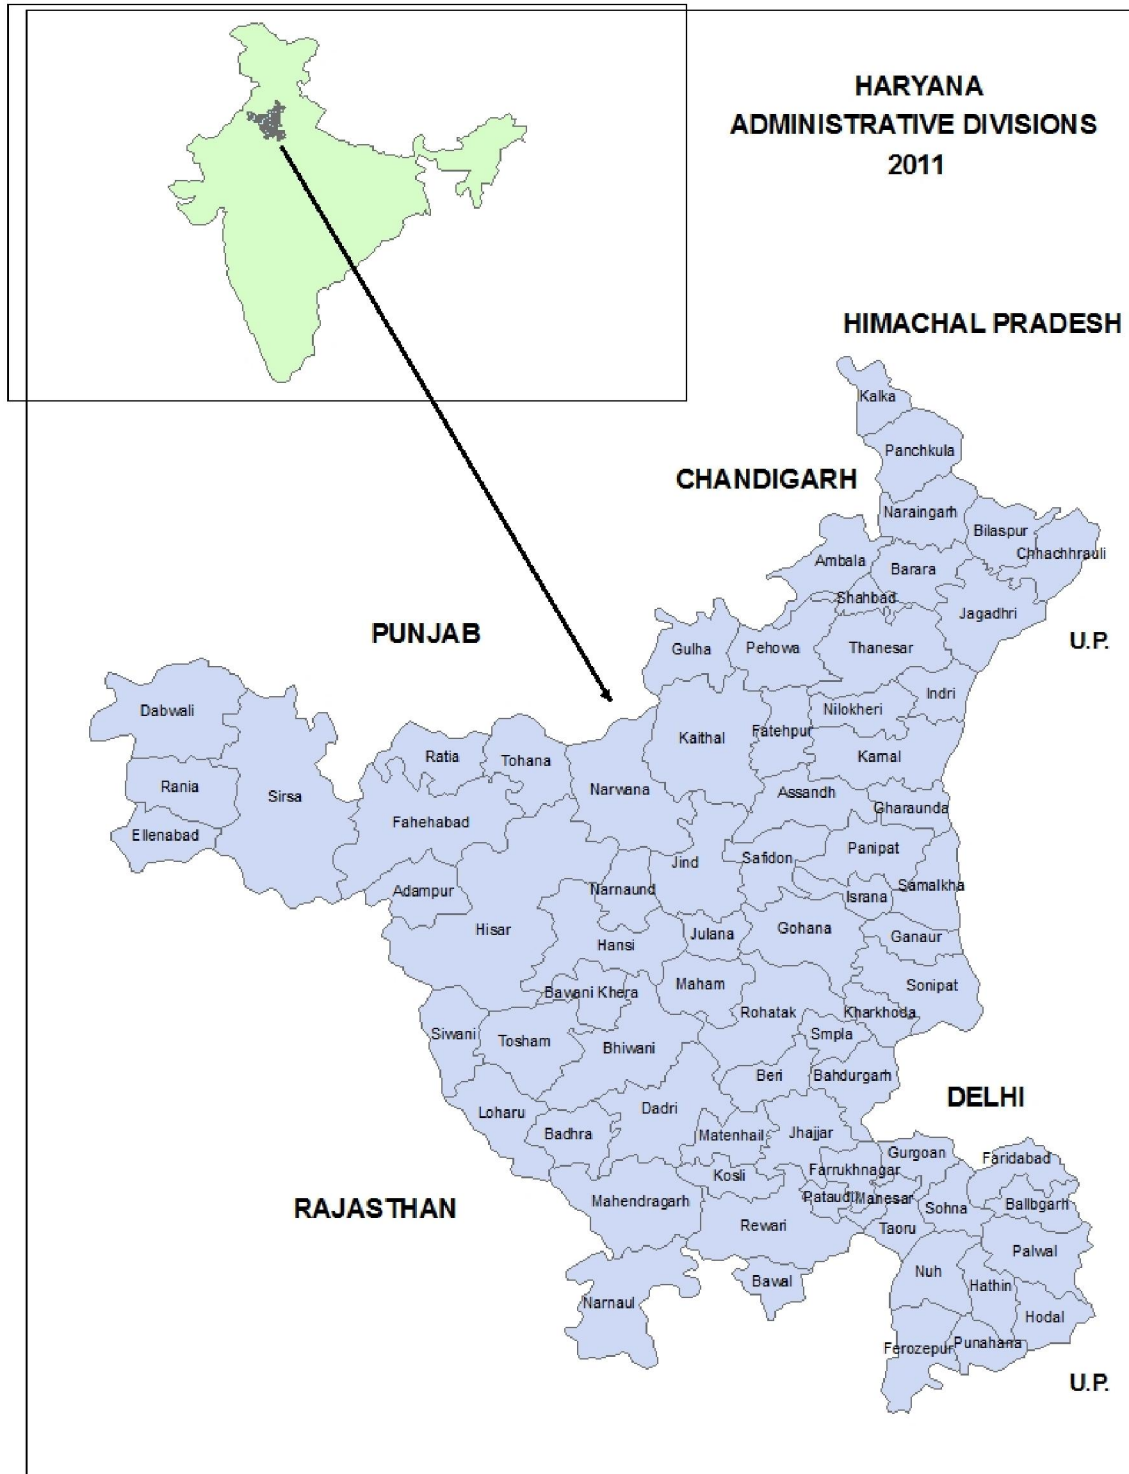 HARYANA
ADMINISTRATIVE DIVISIONS
2011
HIMACHAL PRADESH
Kalka
Panchkula
CHANDIGARH
Naraingarh
Bilaspur
Chhachhrauli
Ambala
Barara
Shahbad
Jagadhri
PUNJAB
U.P.
Gulha
Pehowa
Thanesar
Indri
Dabwali
Nilokheri
Fatehpur
Kaithal
Ratia
Tohana
Karnal
Rania
Sirsa
Narwana
Assandh
Gharaunda
Fahehabad
Ellenabad
Jind
Safidon
Panipat
Samalkha
Adampur
Narnaund
Israna
Hisar
Hansi
Julana
Gohana
Ganaur
Bawani Khera
Maham
Sonipat
Rohatak
Kharkhoda
Siwani
Tosham
Bhiwani
Smpla
Beri
Bahdurgarh
DELHI
Loharu
Dadri
Badhra
Matenhail
Jhajjar
Gurgoan
Faridabad
Kosli
Farrukhnagar
RAJASTHAN
Mahendragarh
Pataudi
Manesar
Sohna
Ballbgarh
Rewari
Taoru
Palwal
Bawal
Nuh
Hathin
Narnaul
Hodal
Ferozepur
Punahana
U.P.